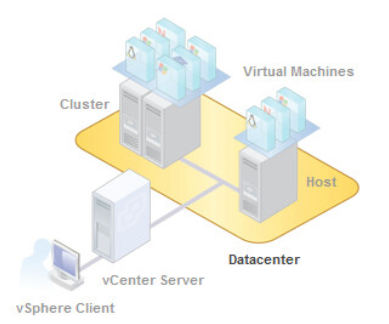 Virtual Machines
Cluster
Host
Datacenter
vCenter Server
vSphere Client